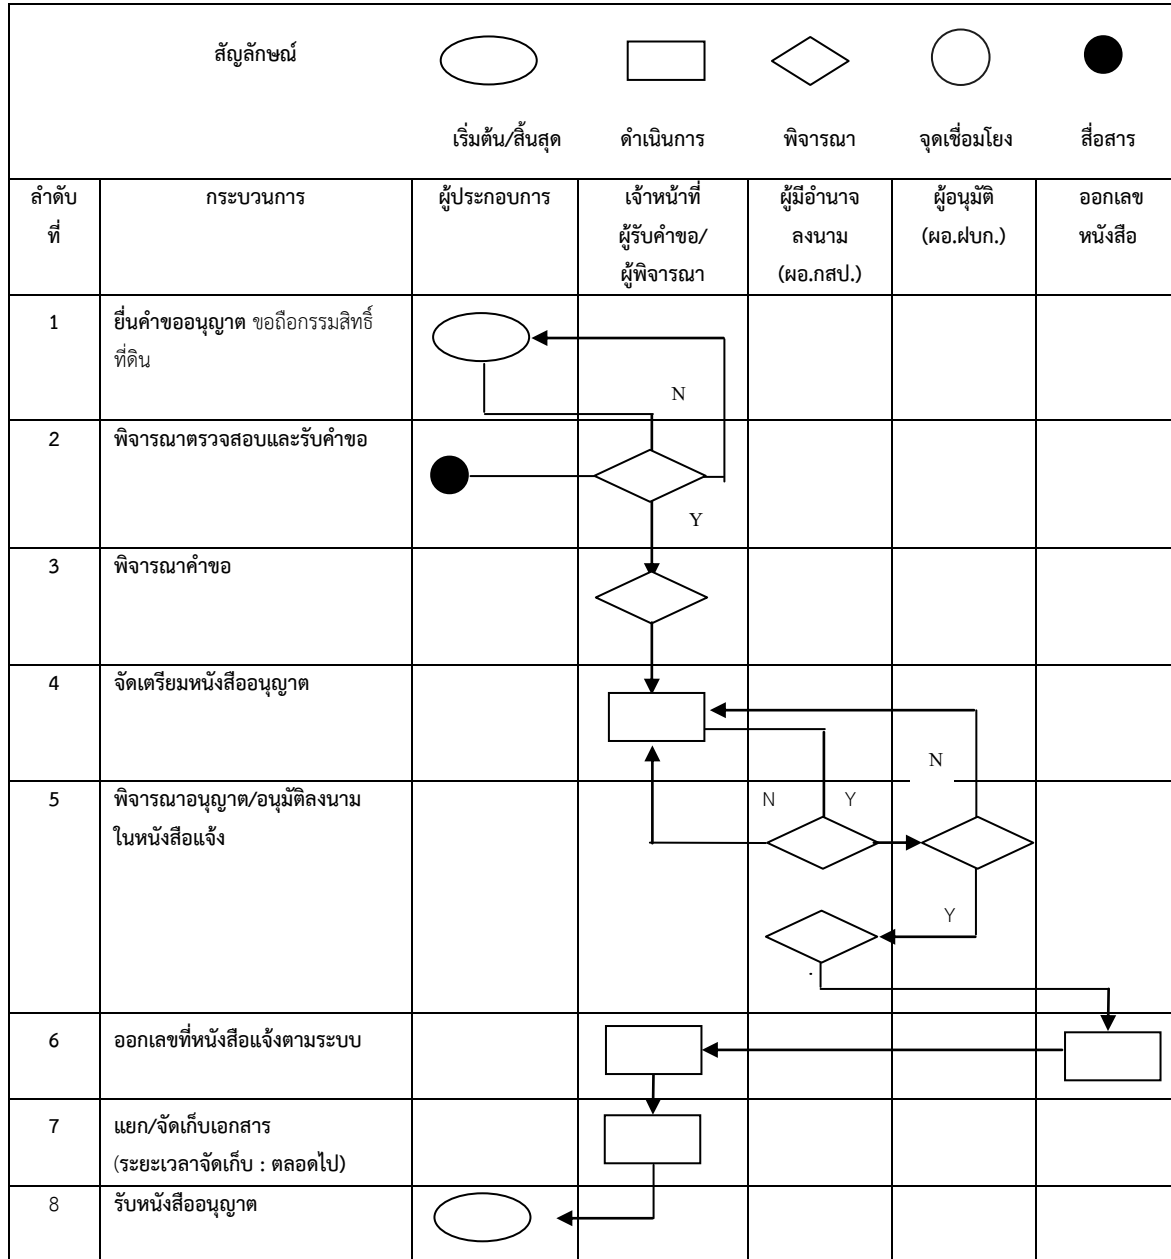 สัญลักษณ์
เริ่มต้น/สิ้นสุด ดำเนินการ พิจารณา จุดเชื่อมโยง สื่อสาร
ลำดับ กระบวนการ ผู้ประกอบการ เจ้าหน้าที่ ผู้มีอำนาจ ผู้อนุมัติ ออกเลข
ที่ ผู้รับคำขอ/ ลงนาม (ผอ.ฝบก.) หนังสือ
ผู้พิจารณา (ผอ.กสป.)
1 ยื่นคำขออนุญาต ขอถือกรรมสิทธิ์
ที่ดิน
N
2 พิจารณาตรวจสอบและรับคำขอ
Y
3 พิจารณาคำขอ
4 จัดเตรียมหนังสืออนุญาต
N
5 พิจารณาอนุญาต/อนุมัติลงนาม N Y
ในหนังสือแจ้ง
Y
6 ออกเลขที่หนังสือแจ้งตามระบบ
7 แยก/จัดเก็บเอกสาร
(ระยะเวลาจัดเก็บ : ตลอดไป)
8 รับหนังสืออนุญาต